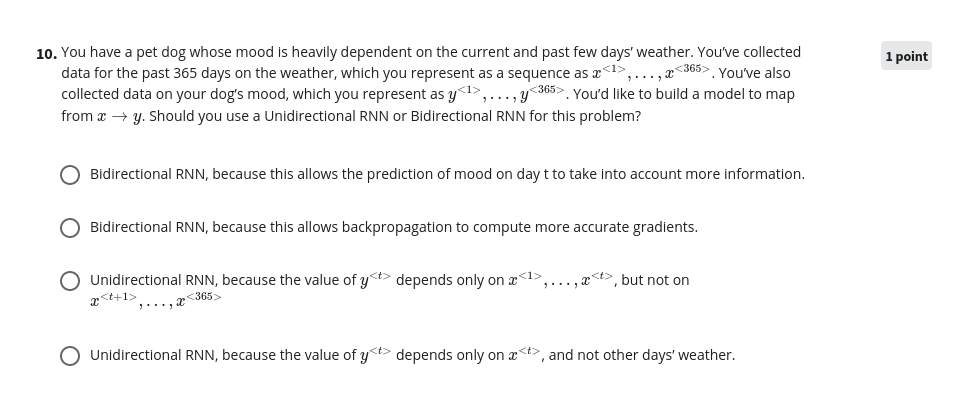 10. You have a pet dog whose mood is heavily dependent on the current and past few days' weather. You've collected
1 point
data for the past 365 days on the weather, which you represent as a sequence as x<1>, . . . , x<365>. You've also
collected data on your dog's mood, which you represent as y<1>, . . . , y<365>. You'd like to build a model to map
from x → y. Should you use a Unidirectional RNN or Bidirectional RNN for this problem?
Bidirectional RNN, because this allows the prediction of mood on day t to take into account more information.
Bidirectional RNN, because this allows backpropagation to compute more accurate gradients.
Unidirectional RNN, because the value of y<t> depends only on x<1>, . . . , x<t>, but not on
x<t+1>, . . . , x<365>
Unidirectional RNN, because the value of y<t> depends only on x<t>, and not other days' weather.